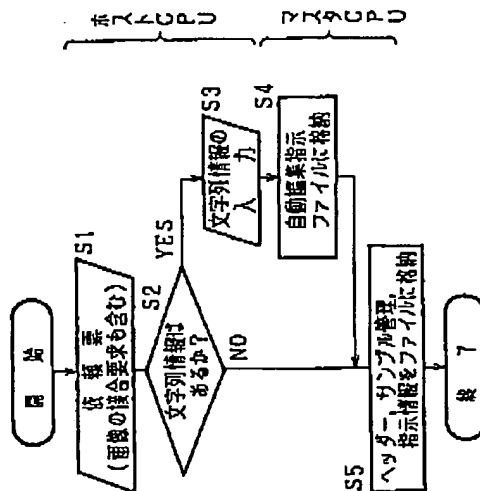 開始
S1
依頼票
(画像の接合要求も含む)
S2
文字列情報は
あるか?
YES
NO
S3
文字列情報の
入力
S4
自動編集指示
ファイルに格納
S5
ヘッダー,サンプル管理,
指示情報をファイルに格納
終了
ホストCPU
マスタCPU